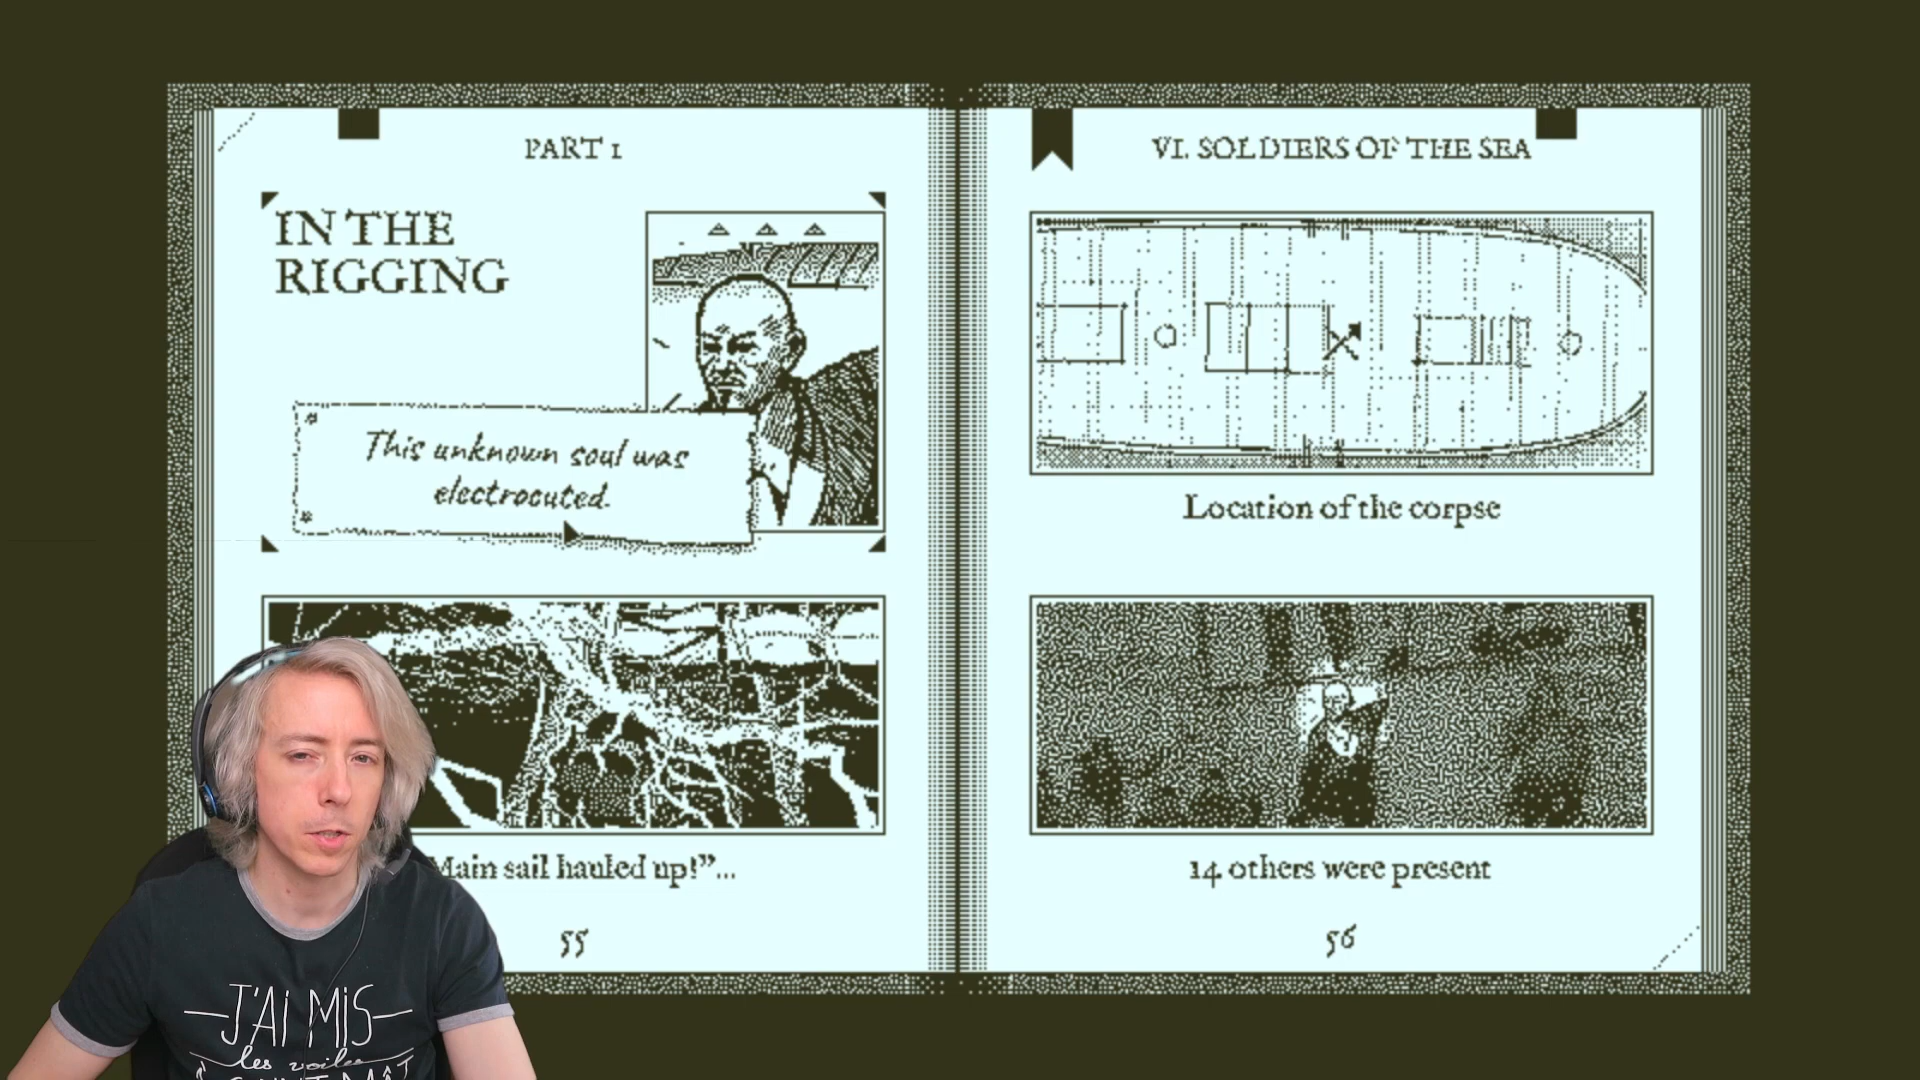 PART 1
IN THE
RIGGING
This unknown soul was
electrocuted.
Main sail hauled up!"...
55
VI. SOLDIERS OF THE SEA
Location of the corpse
14 others were present
56
J'AI MIS
les voiles